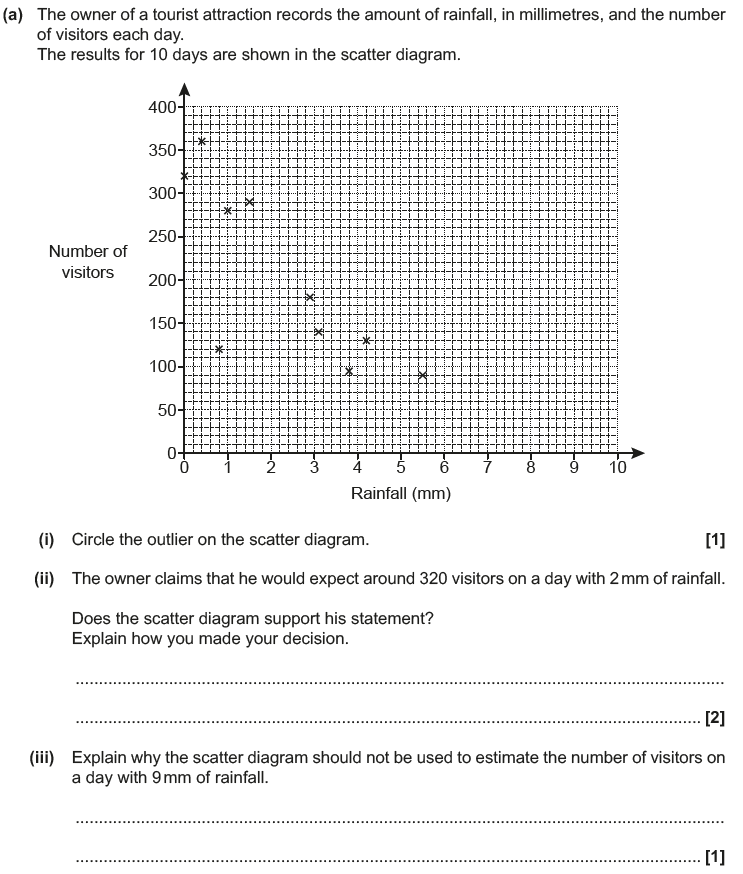 (a) The owner of a tourist attraction records the amount of rainfall, in millimetres, and the number
of visitors each day.
The results for 10 days are shown in the scatter diagram.
400
350
300
250
Number of
visitors
200
150
100
50
0
0 1 2 3 4 5 6 7 8 9 10
Rainfall (mm)
(i) Circle the outlier on the scatter diagram. [1]
(ii) The owner claims that he would expect around 320 visitors on a day with 2 mm of rainfall.
Does the scatter diagram support his statement?
Explain how you made your decision.
[2]
(iii) Explain why the scatter diagram should not be used to estimate the number of visitors on
a day with 9 mm of rainfall.
[1]